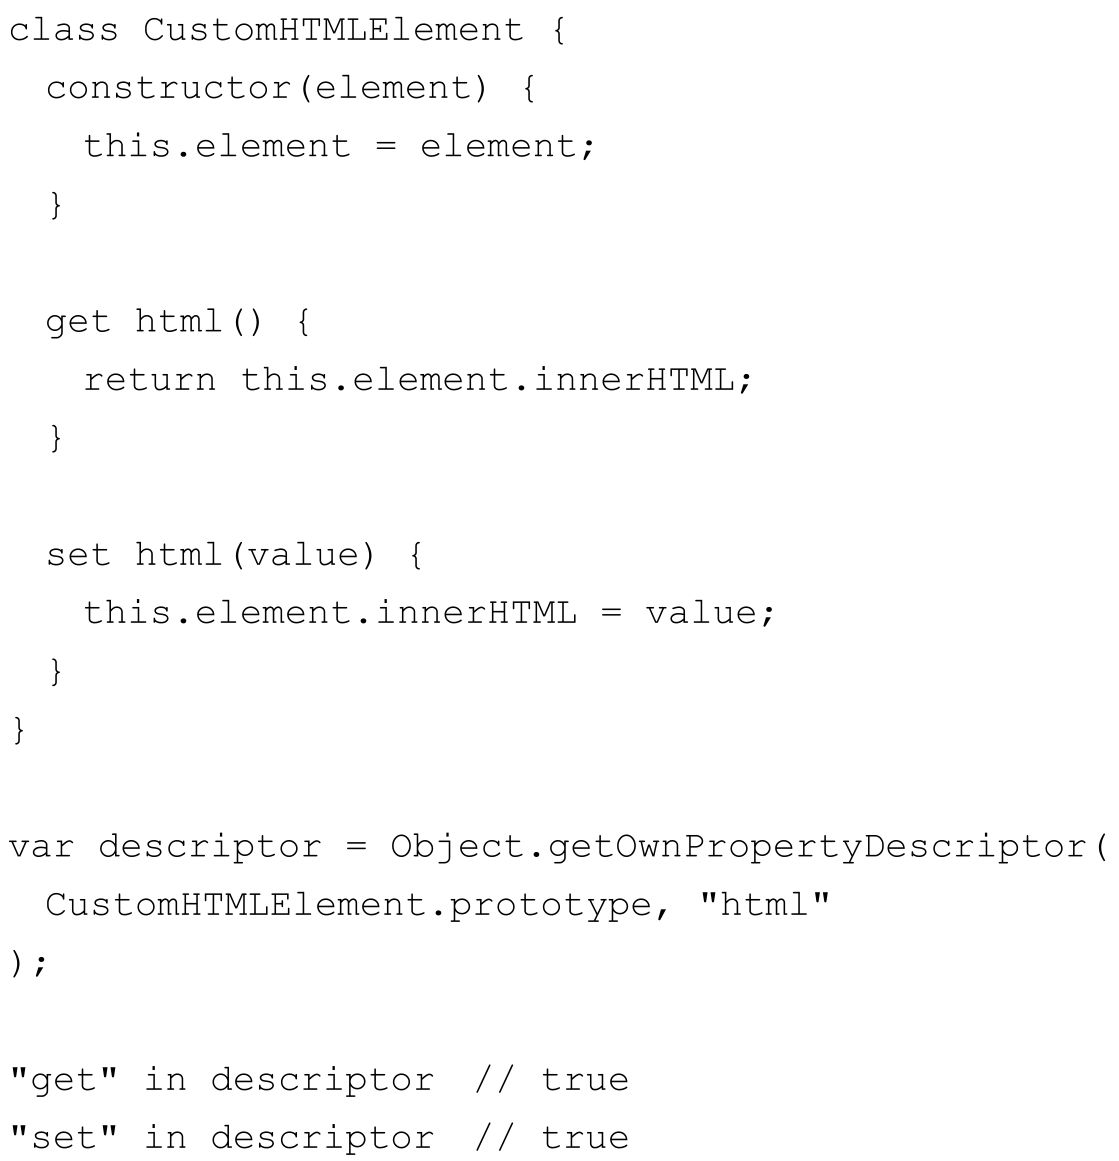 class CustomHTMLElement {
  constructor(element) {
    this.element = element;
  }

  get html() {
    return this.element.innerHTML;
  }

  set html(value) {
    this.element.innerHTML = value;
  }
}

var descriptor = Object.getOwnPropertyDescriptor(
  CustomHTMLElement.prototype, "html"
);

"get" in descriptor  // true
"set" in descriptor  // true